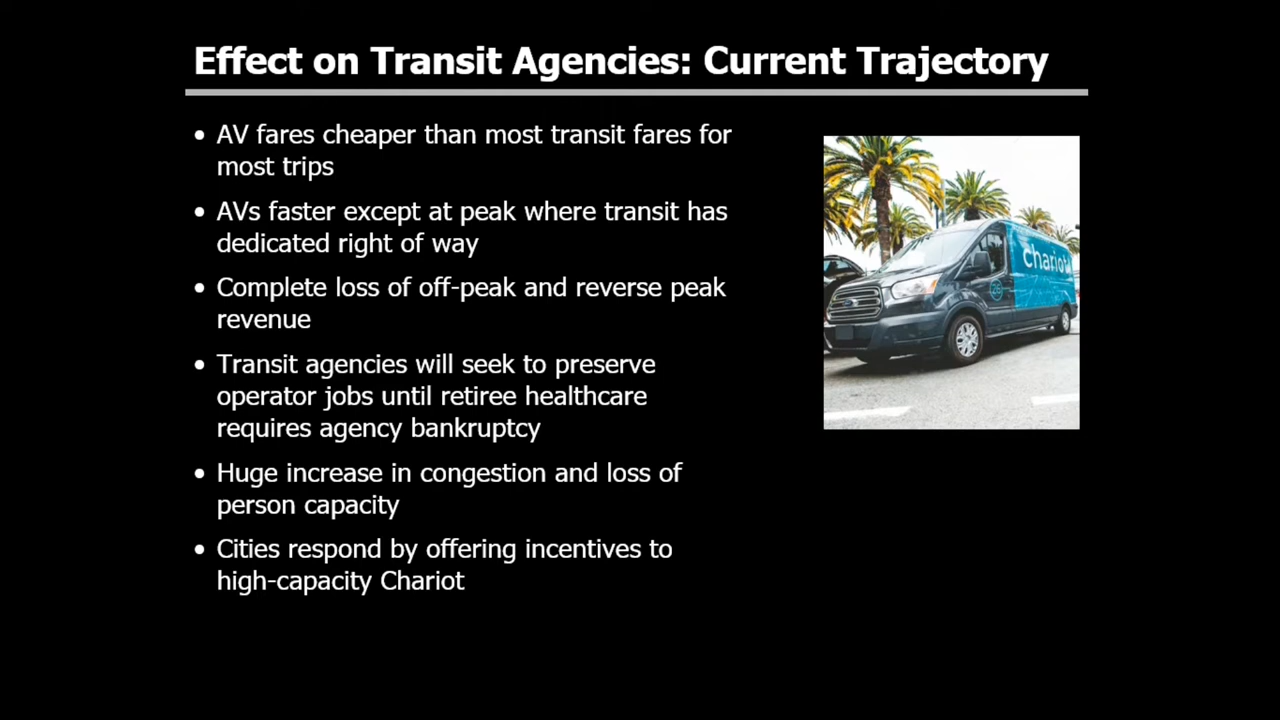 Effect on Transit Agencies: Current Trajectory
• AV fares cheaper than most transit fares for
most trips
• AVs faster except at peak where transit has
dedicated right of way
• Complete loss of off-peak and reverse peak
revenue
• Transit agencies will seek to preserve
operator jobs until retiree healthcare
requires agency bankruptcy
• Huge increase in congestion and loss of
person capacity
• Cities respond by offering incentives to
high-capacity Chariot
chariot